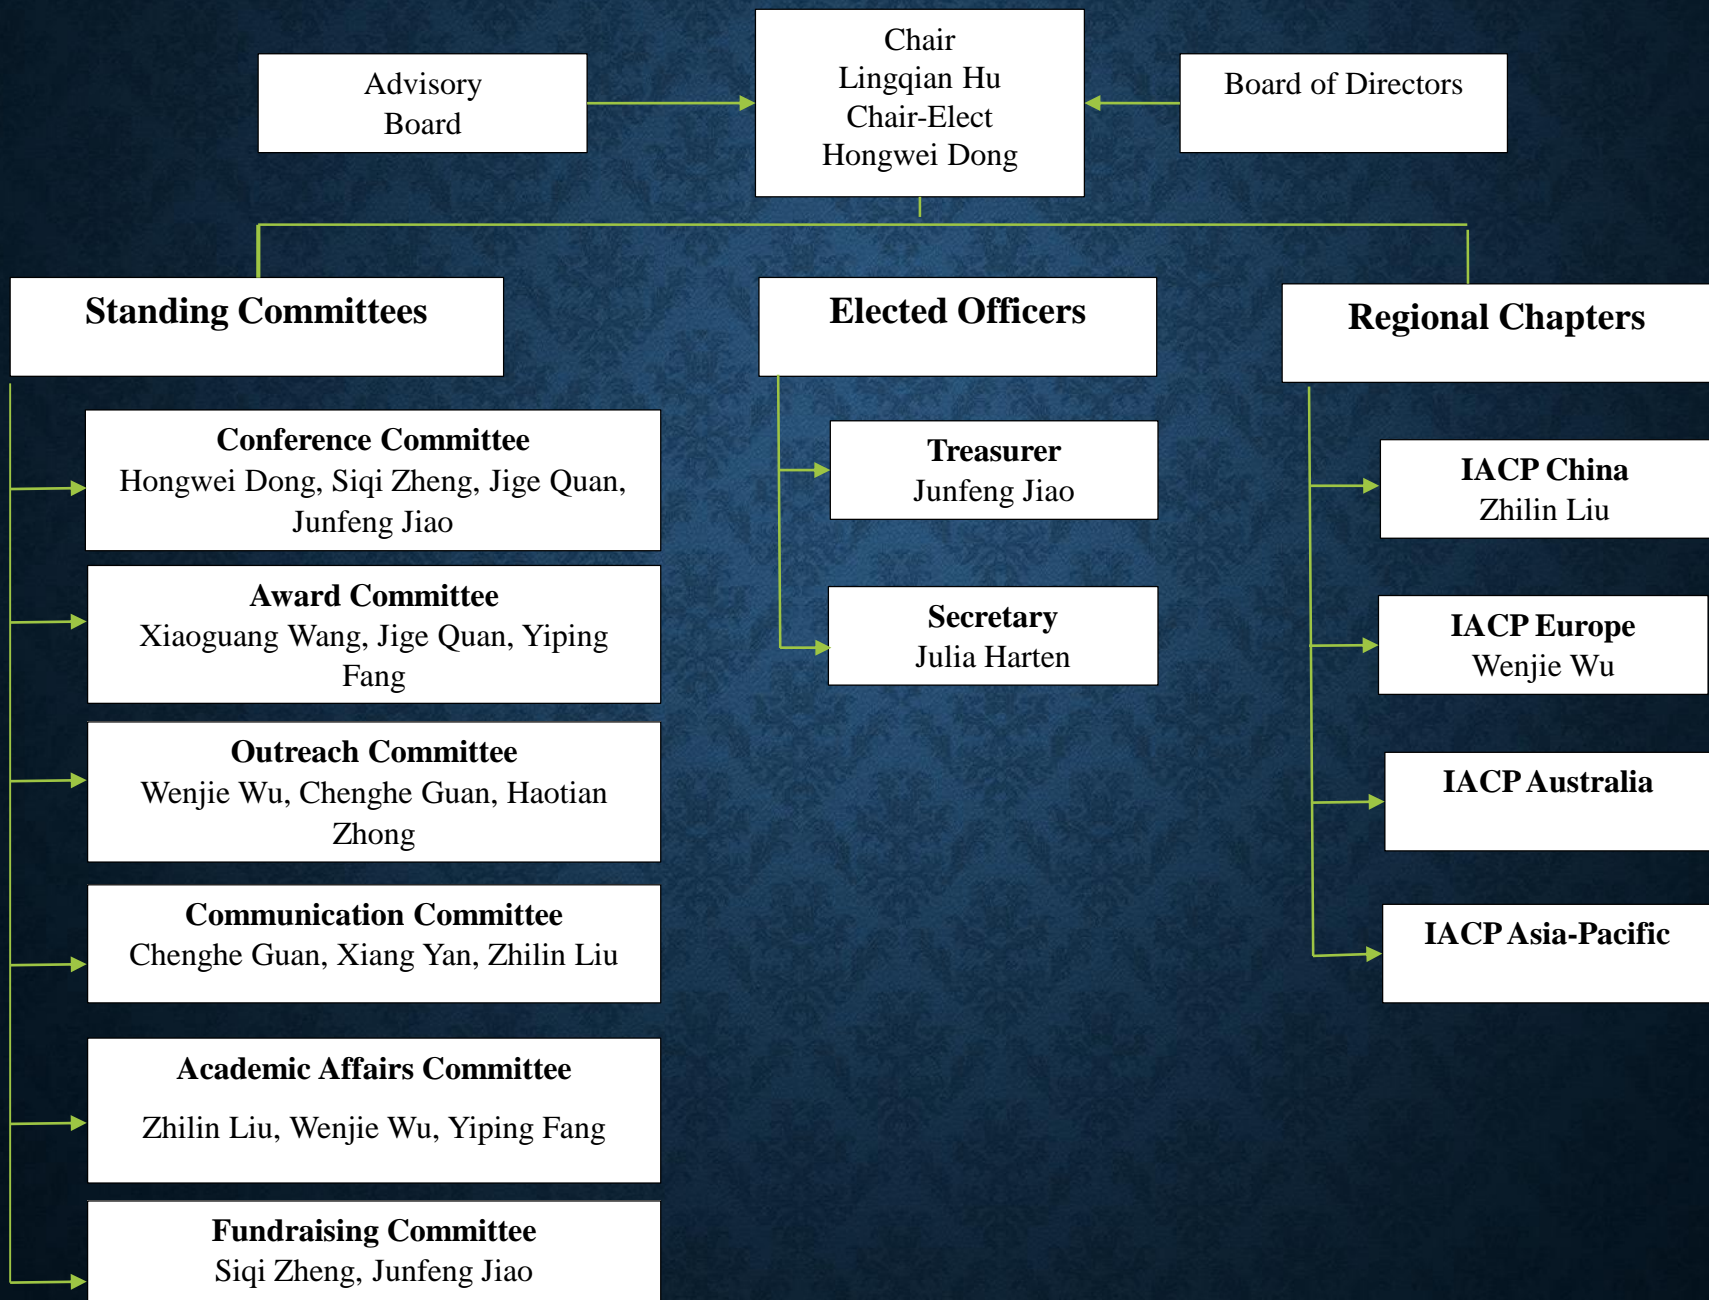 Advisory
Board
Chair
Lingqian Hu
Chair-Elect
Hongwei Dong
Board of Directors
Standing Committees
Conference Committee
Hongwei Dong, Siqi Zheng, Jige Quan,
Junfeng Jiao
Award Committee
Xiaoguang Wang, Jige Quan, Yiping
Fang
Outreach Committee
Wenjie Wu, Chenghe Guan, Haotian
Zhong
Communication Committee
Chenghe Guan, Xiang Yan, Zhilin Liu
Academic Affairs Committee
Zhilin Liu, Wenjie Wu, Yiping Fang
Fundraising Committee
Siqi Zheng, Junfeng Jiao
Elected Officers
Treasurer
Junfeng Jiao
Secretary
Julia Harten
Regional Chapters
IACP China
Zhilin Liu
IACP Europe
Wenjie Wu
IACP Australia
IACP Asia-Pacific